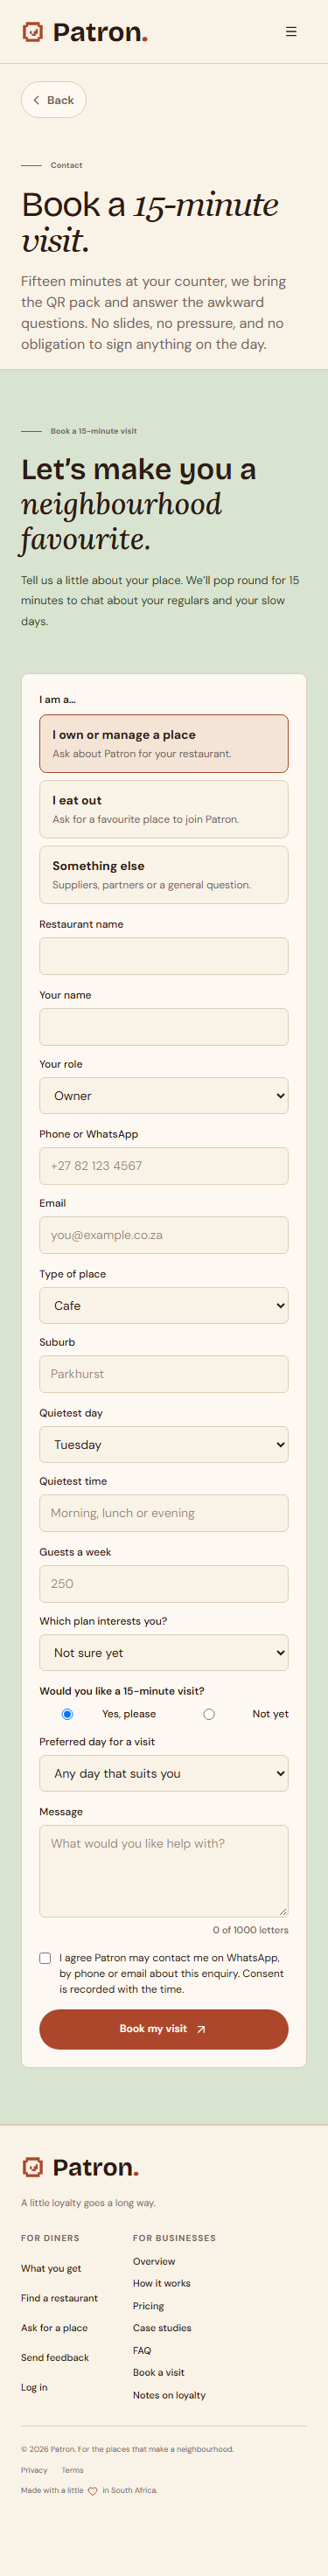 Patron.
Back
Contact
Book a 15-minute
visit.
Fifteen minutes at your counter, we bring
the QR pack and answer the awkward
questions. No slides, no pressure, and no
obligation to sign anything on the day.
Book a 15-minute visit
Let's make you a
neighbourhood
favourite.
Tell us a little about your place. We'll pop round for 15
minutes to chat about your regulars and your slow
days.
I am a...
I own or manage a place
Ask about Patron for your restaurant.
I eat out
Ask for a favourite place to join Patron.
Something else
Suppliers, partners or a general question.
Restaurant name
Your name
Your role
Owner
Phone or WhatsApp
+27 82 123 4567
Email
you@example.co.za
Type of place
Cafe
Suburb
Parkhurst
Quietest day
Tuesday
Quietest time
Morning, lunch or evening
Guests a week
250
Which plan interests you?
Not sure yet
Would you like a 15-minute visit?
Yes, please Not yet
Preferred day for a visit
Any day that suits you
Message
What would you like help with?
0 of 1000 letters
I agree Patron may contact me on WhatsApp,
by phone or email about this enquiry. Consent
is recorded with the time.
Book my visit
Patron.
A little loyalty goes a long way.
FOR DINERS
What you get
Find a restaurant
Ask for a place
Send feedback
Log in
FOR BUSINESSES
Overview
How it works
Pricing
Case studies
FAQ
Book a visit
Notes on loyalty
© 2026 Patron. For the places that make a neighbourhood.
Privacy Terms
Made with a little in South Africa.